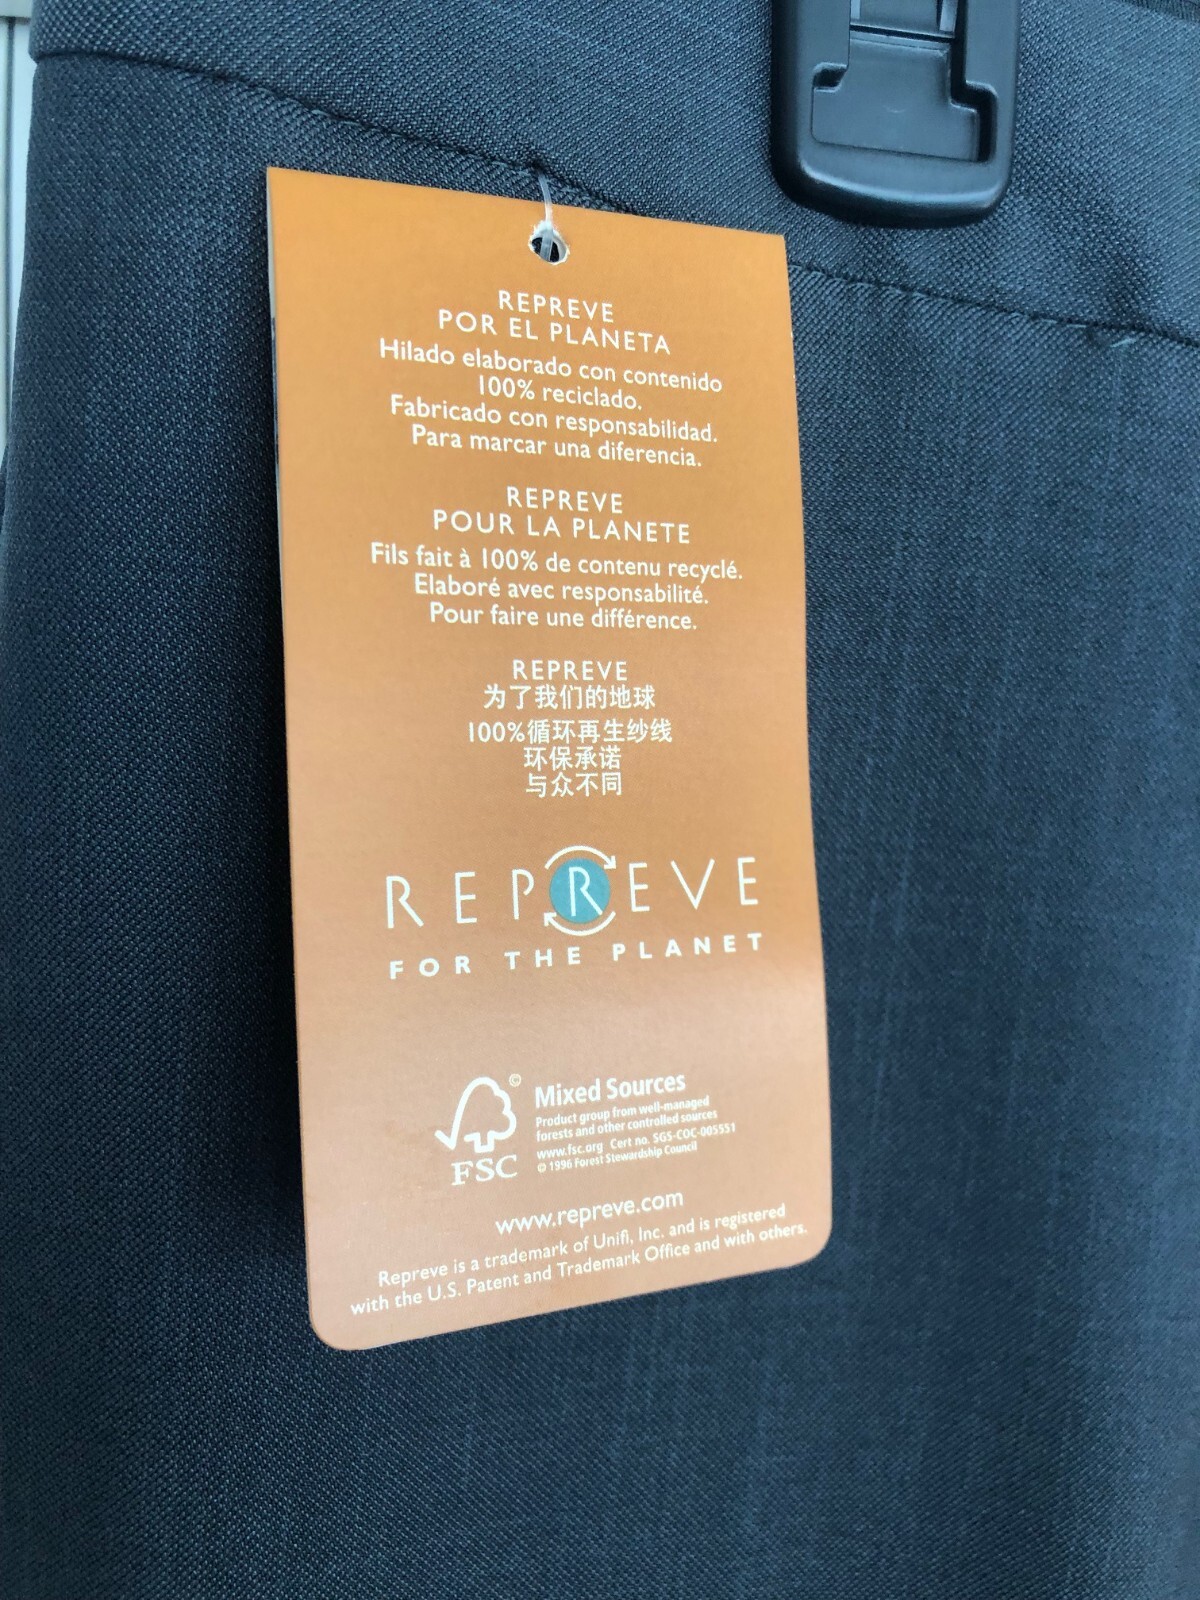 REPREVE
POR EL PLANETA
Hilado elaborado con contenido
100% reciclado.
Fabricado con responsabilidad.
Para marcar una diferencia.
REPREVE
POUR LA PLANETE
Fils fait à 100% de contenu recyclé.
Elaboré avec responsabilité.
Pour faire une différence.
REPREVE
为了我们的地球
100%循环再生纱线
环保承诺
与众不同
REPREVE
FOR THE PLANET
©
FSC
Mixed Sources
Product group from well-managed
forests and other controlled sources
www.fsc.org Cert no. SGS-COC-005551
© 1996 Forest Stewardship Council
www.repreve.com
Repreve is a trademark of Unifi, Inc. and is registered
with the U.S. Patent and Trademark Office and with others.